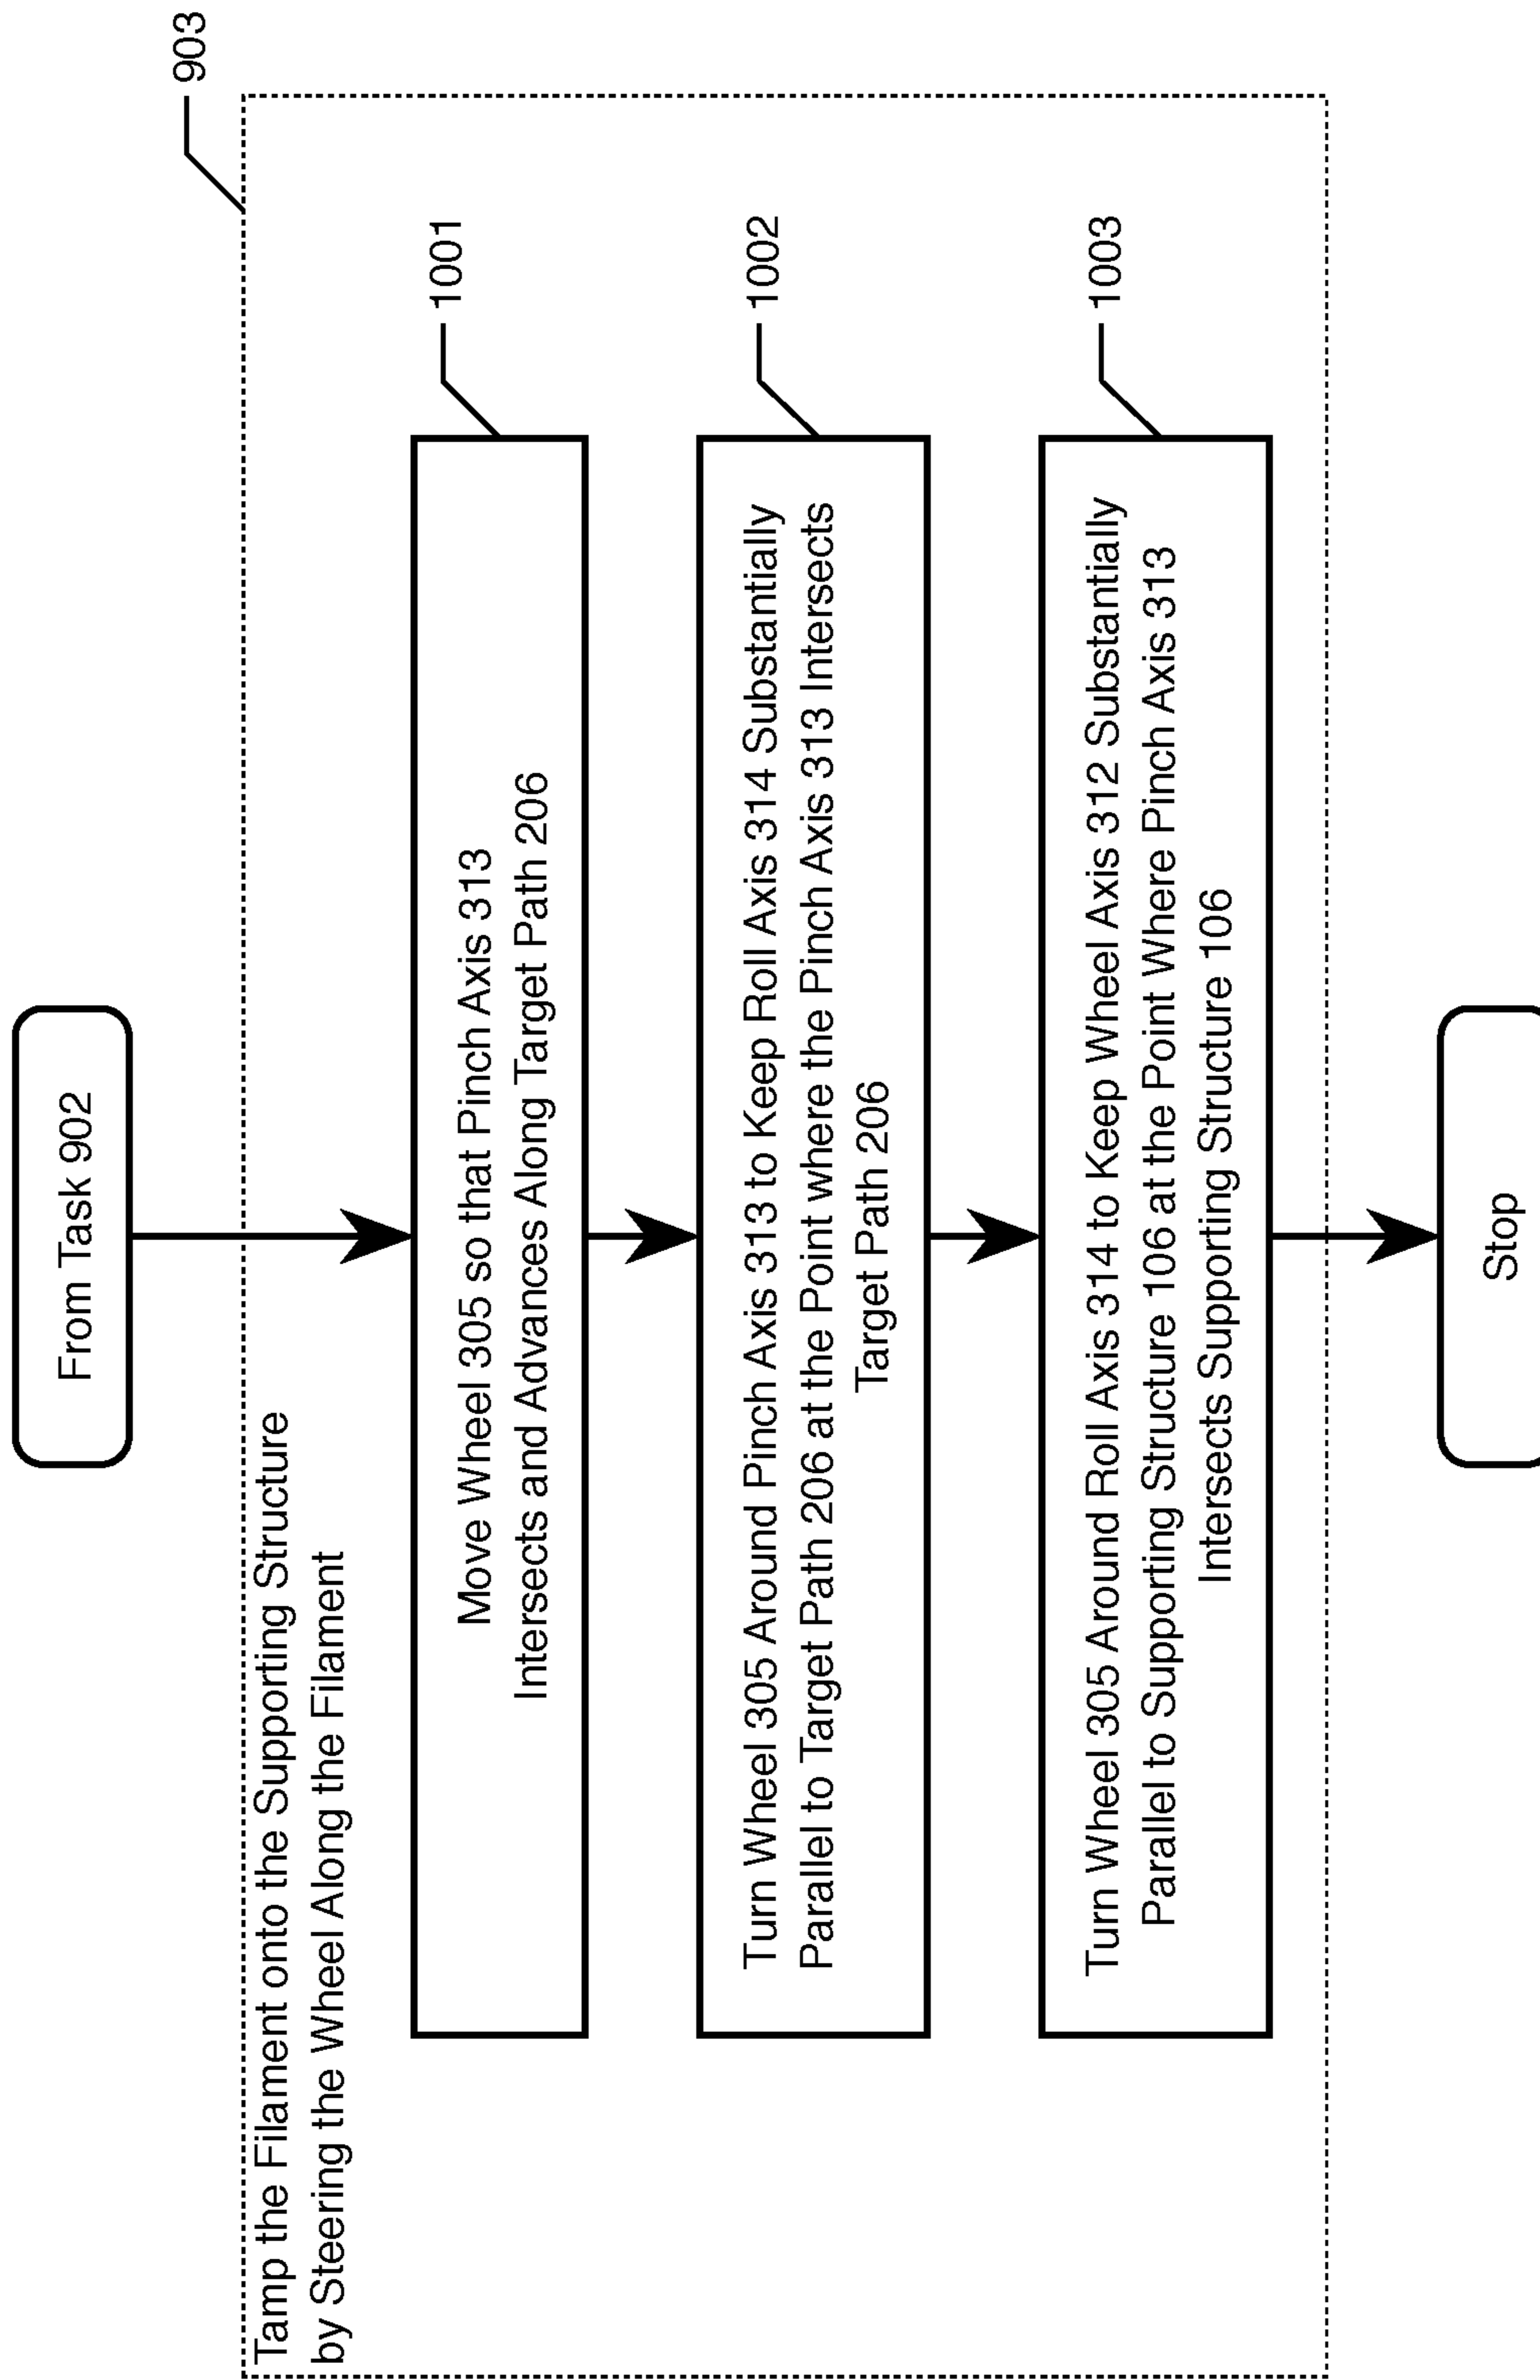 From Task 902
903
Tamp the Filament onto the Supporting Structure
by Steering the Wheel Along the Filament
1001
Move Wheel 305 so that Pinch Axis 313
Intersects and Advances Along Target Path 206
1002
Turn Wheel 305 Around Pinch Axis 313 to Keep Roll Axis 314 Substantially
Parallel to Target Path 206 at the Point where the Pinch Axis 313 Intersects
Target Path 206
1003
Turn Wheel 305 Around Roll Axis 314 to Keep Wheel Axis 312 Substantially
Parallel to Supporting Structure 106 at the Point Where Pinch Axis 313
Intersects Supporting Structure 106
Stop